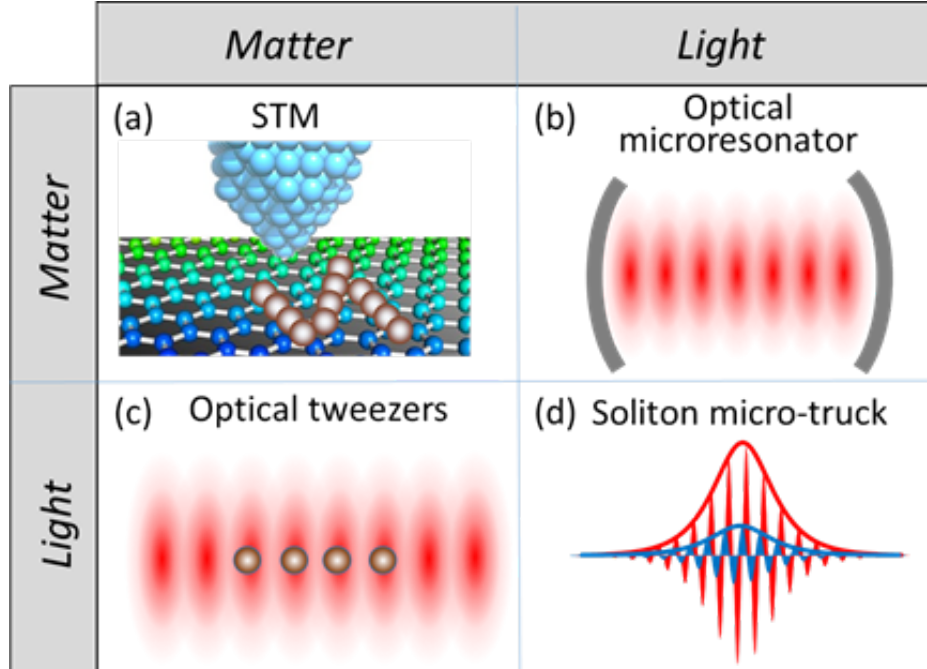 Matter
Light
Matter
(a)
STM
(b)
Optical
microresonator
Light
(c)
Optical tweezers
(d)
Soliton micro-truck